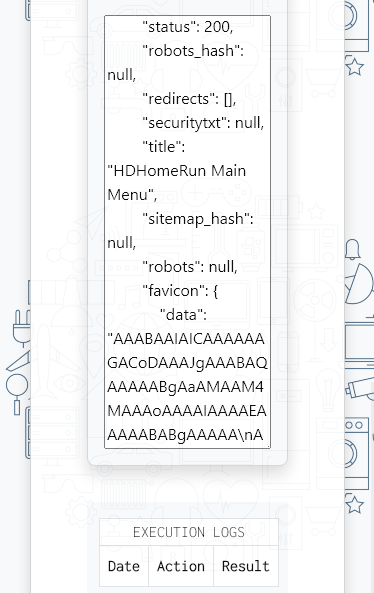 "status": 200,
"robots_hash":
null,
"redirects": [],
"securitytxt": null,
"title":
"HDHomeRun Main
Menu",
"sitemap_hash":
null,
"robots": null,
"favicon": {
"data":
"AAABAAIAICAAAAAA
GACoDAAAJgAAABAQ
AAAAABgAaAMAAM4
MAAAoAAAAIAAAAEA
AAAABABgAAAAA\nA
EXECUTION LOGS
Date Action Result